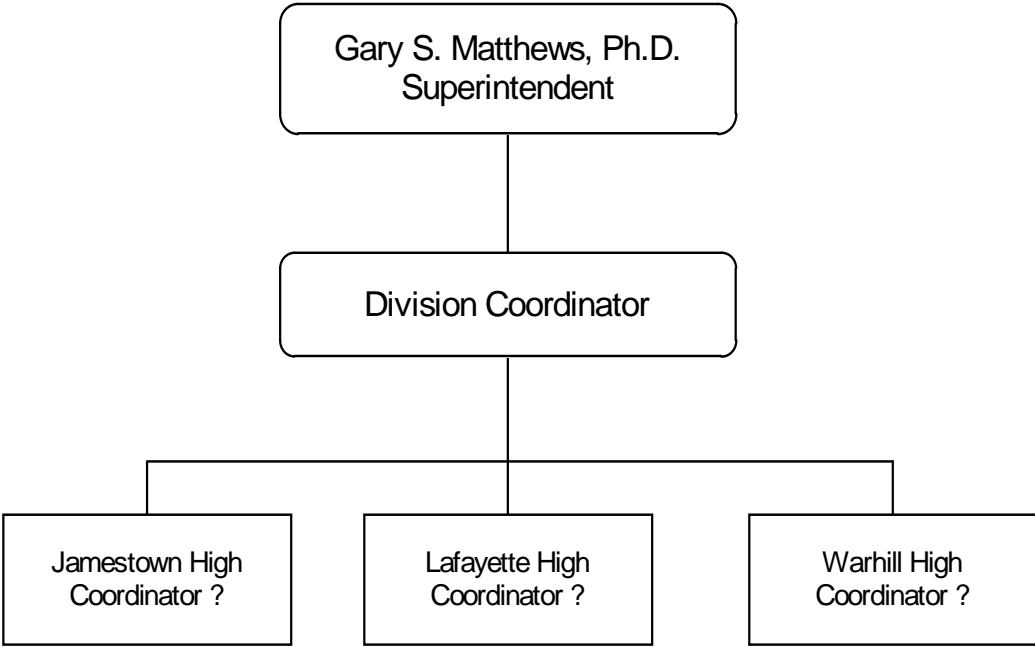 Gary S. Matthews, Ph.D.
Superintendent
Division Coordinator
Jamestown High
Coordinator ?
Lafayette High
Coordinator ?
Warhill High
Coordinator ?